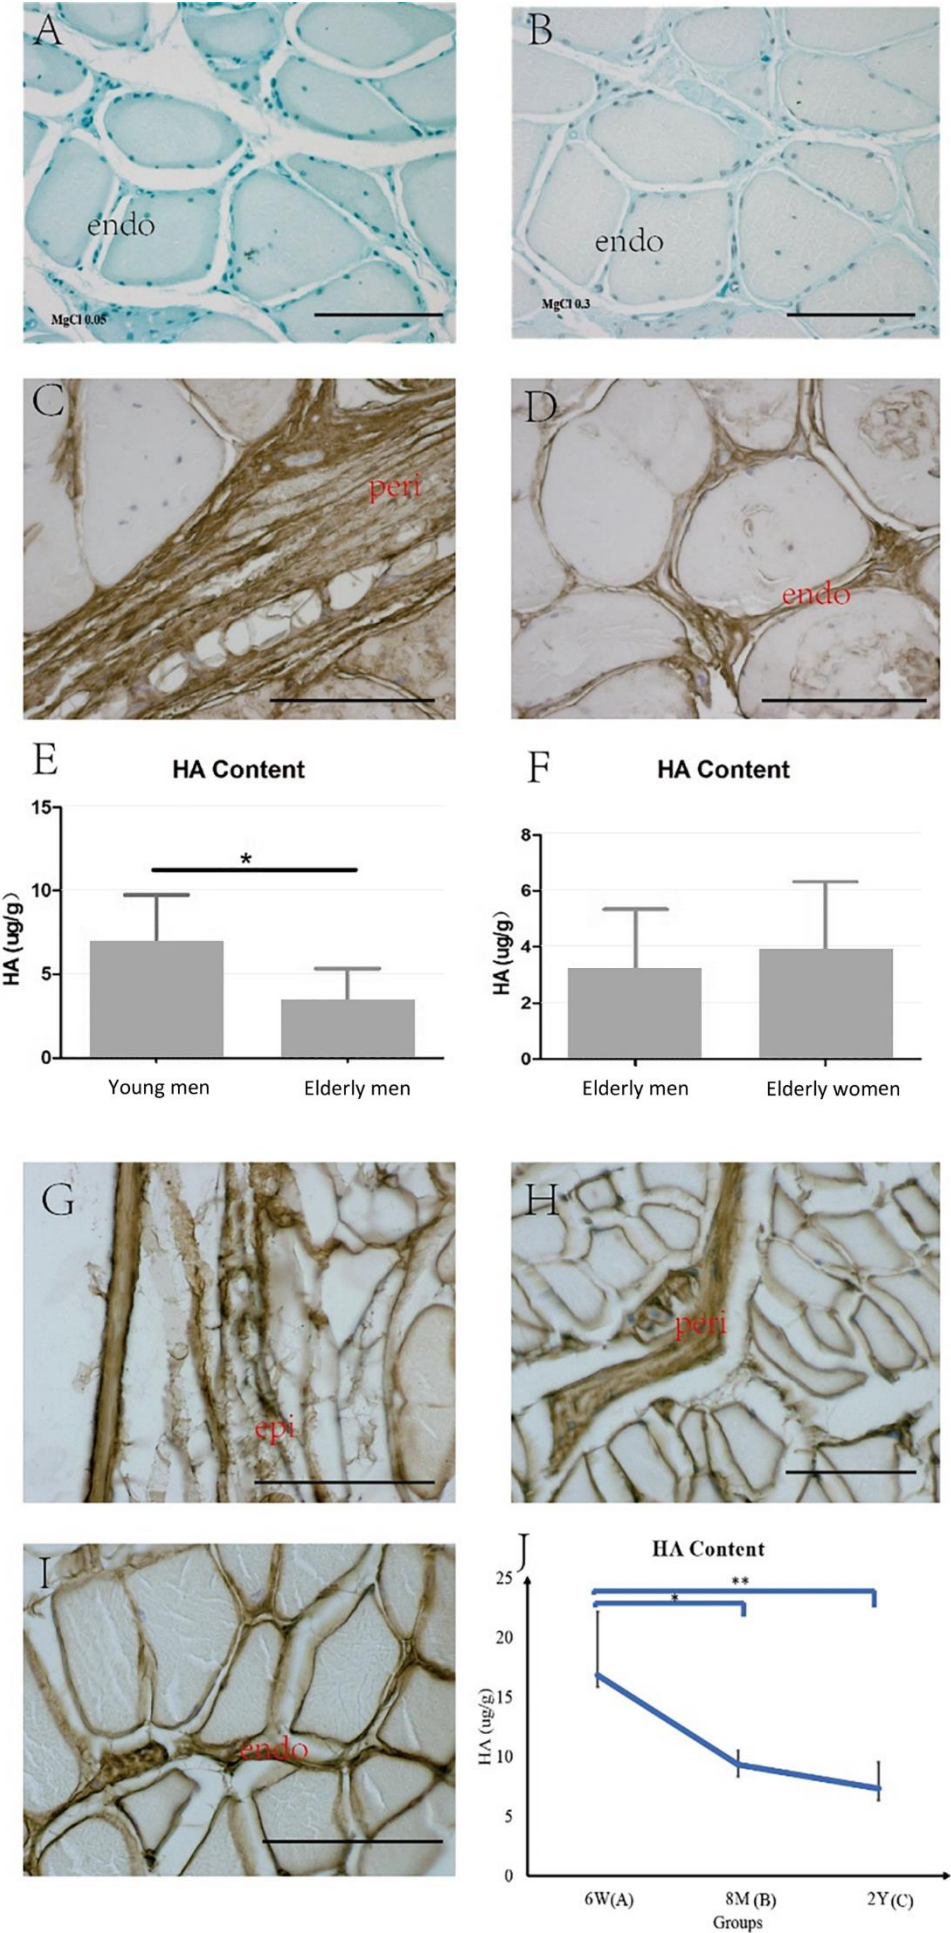 A
endo
MgCl 0.05
B
endo
MgCl 0.3
C
peri
D
endo
E
HA Content
HA (ug/g)
15
10
5
0
*
Young men
Elderly men
F
HA Content
HA (ug/g)
8
6
4
2
0
Elderly men
Elderly women
G
epi
H
peri
I
endo
J
HA Content
HA (ug/g)
25
20
15
10
5
0
**
*
6W(A)
8M (B)
2Y (C)
Groups